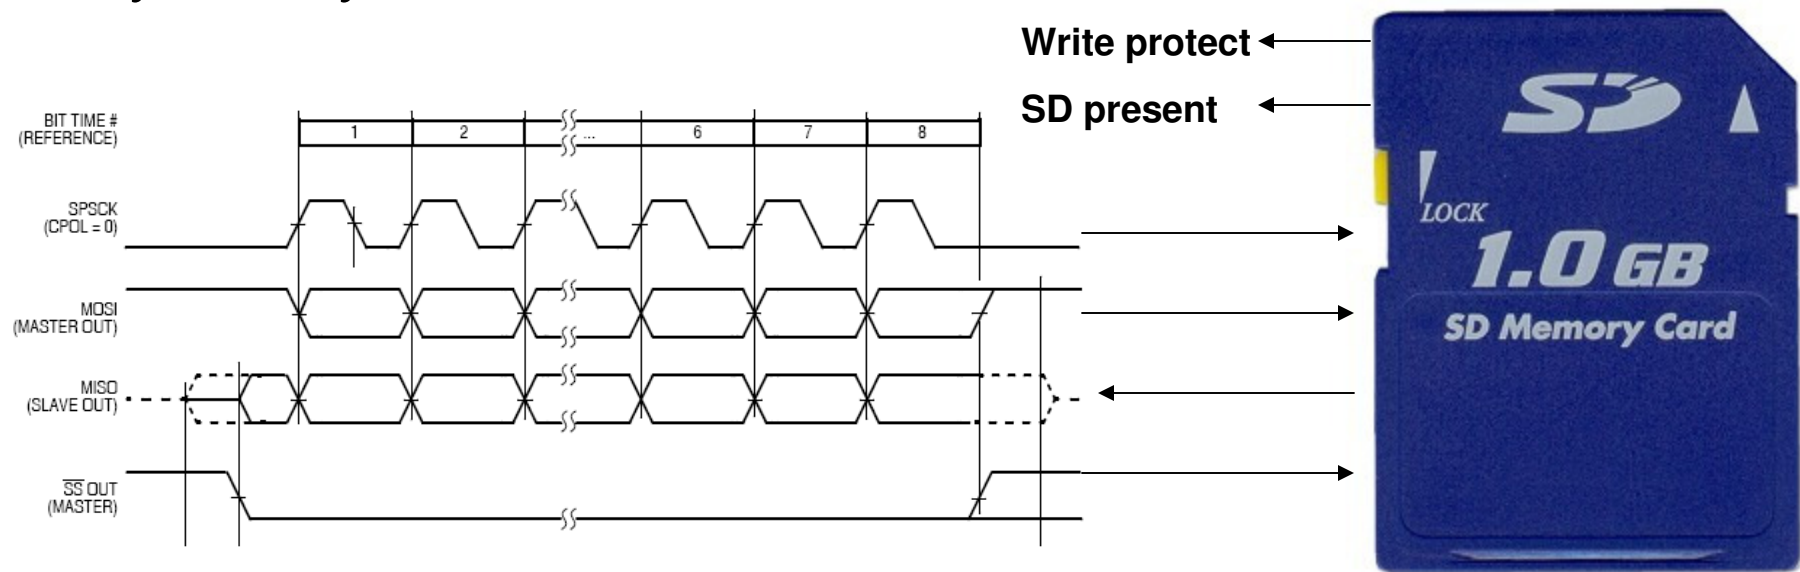 Write protect
SD present
BIT TIME #
(REFERENCE)
1 2 ... 6 7 8
SPSCK
(CPOL = 0)
MOSI
(MASTER OUT)
MISO
(SLAVE OUT)
SS OUT
(MASTER)
SD
LOCK
1.0 GB
SD Memory Card